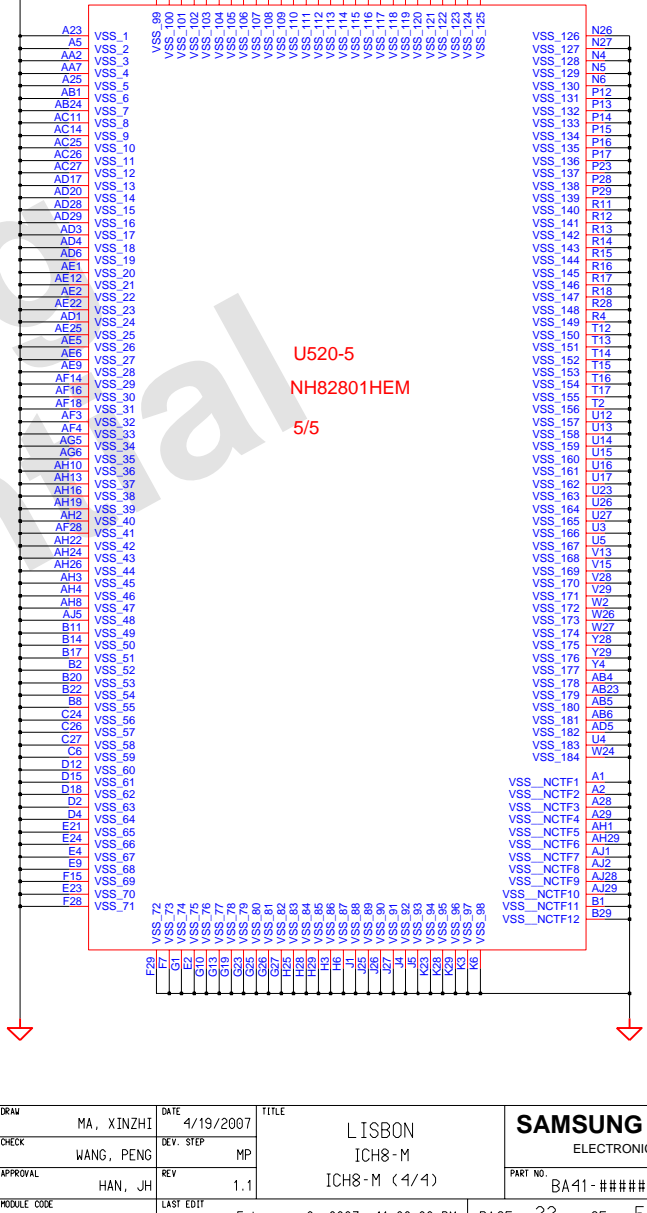 VSS_99
VSS_100
VSS_101
VSS_102
VSS_103
VSS_104
VSS_105
VSS_106
VSS_107
VSS_108
VSS_109
VSS_110
VSS_111
VSS_112
VSS_113
VSS_114
VSS_115
VSS_116
VSS_117
VSS_118
VSS_119
VSS_120
VSS_121
VSS_122
VSS_123
VSS_124
VSS_125
A23 VSS_1
A5 VSS_2
AA2 VSS_3
AA7 VSS_4
A25 VSS_5
AB1 VSS_6
AB24 VSS_7
AC11 VSS_8
AC14 VSS_9
AC25 VSS_10
AC26 VSS_11
AC27 VSS_12
AD17 VSS_13
AD20 VSS_14
AD28 VSS_15
AD29 VSS_16
AD3 VSS_17
AD4 VSS_18
AD6 VSS_19
AE1 VSS_20
AE12 VSS_21
AE2 VSS_22
AE22 VSS_23
AD1 VSS_24
AE25 VSS_25
AE5 VSS_26
AE6 VSS_27
AE9 VSS_28
AF14 VSS_29
AF16 VSS_30
AF18 VSS_31
AF3 VSS_32
AF4 VSS_33
AG5 VSS_34
AG6 VSS_35
AH10 VSS_36
AH13 VSS_37
AH16 VSS_38
AH19 VSS_39
AH2 VSS_40
AF28 VSS_41
AH22 VSS_42
AH24 VSS_43
AH26 VSS_44
AH3 VSS_45
AH4 VSS_46
AH8 VSS_47
AJ5 VSS_48
B11 VSS_49
B14 VSS_50
B17 VSS_51
B2 VSS_52
B20 VSS_53
B22 VSS_54
B8 VSS_55
C24 VSS_56
C26 VSS_57
C27 VSS_58
C6 VSS_59
D12 VSS_60
D15 VSS_61
D18 VSS_62
D2 VSS_63
D4 VSS_64
E21 VSS_65
E24 VSS_66
E4 VSS_67
E9 VSS_68
F15 VSS_69
E23 VSS_70
F28 VSS_71
U520-5
NH82801HEM
5/5
VSS_126 N26
VSS_127 N27
VSS_128 N4
VSS_129 N5
VSS_130 N6
VSS_131 P12
VSS_132 P13
VSS_133 P14
VSS_134 P15
VSS_135 P16
VSS_136 P17
VSS_137 P23
VSS_138 P28
VSS_139 P29
VSS_140 R11
VSS_141 R12
VSS_142 R13
VSS_143 R14
VSS_144 R15
VSS_145 R16
VSS_146 R17
VSS_147 R18
VSS_148 R28
VSS_149 R4
VSS_150 T12
VSS_151 T13
VSS_152 T14
VSS_153 T15
VSS_154 T16
VSS_155 T17
VSS_156 T2
VSS_157 U12
VSS_158 U13
VSS_159 U14
VSS_160 U15
VSS_161 U16
VSS_162 U17
VSS_163 U23
VSS_164 U26
VSS_165 U27
VSS_166 U3
VSS_167 U5
VSS_168 V13
VSS_169 V15
VSS_170 V28
VSS_171 V29
VSS_172 W2
VSS_173 W26
VSS_174 W27
VSS_175 Y28
VSS_176 Y29
VSS_177 Y4
VSS_178 AB4
VSS_179 AB23
VSS_180 AB5
VSS_181 AB6
VSS_182 AD5
VSS_183 U4
VSS_184 W24
VSS__NCTF1 A1
VSS__NCTF2 A2
VSS__NCTF3 A28
VSS__NCTF4 A29
VSS__NCTF5 AH1
VSS__NCTF6 AH29
VSS__NCTF7 AJ1
VSS__NCTF8 AJ2
VSS__NCTF9 AJ28
VSS__NCTF10 AJ29
VSS__NCTF11 B1
VSS__NCTF12 B29
VSS_72 F29
VSS_73 F7
VSS_74 G1
VSS_75 E2
VSS_76 G10
VSS_77 G13
VSS_78 G19
VSS_79 G23
VSS_80 G25
VSS_81 G26
VSS_82 G27
VSS_83 H25
VSS_84 H28
VSS_85 H29
VSS_86 H3
VSS_87 H6
VSS_88 J1
VSS_89 J25
VSS_90 J26
VSS_91 J27
VSS_92 J4
VSS_93 J5
VSS_94 K23
VSS_95 K28
VSS_96 K29
VSS_97 K3
VSS_98 K6
DRAW MA, XINZHI
DATE 4/19/2007
TITLE
LISBON
ICH8-M
ICH8-M (4/4)
SAMSUNG
ELECTRONIC
CHECK WANG, PENG
DEV. STEP MP
APPROVAL HAN, JH
REV 1.1
PART NO. BA41-#####
MODULE CODE
LAST EDIT